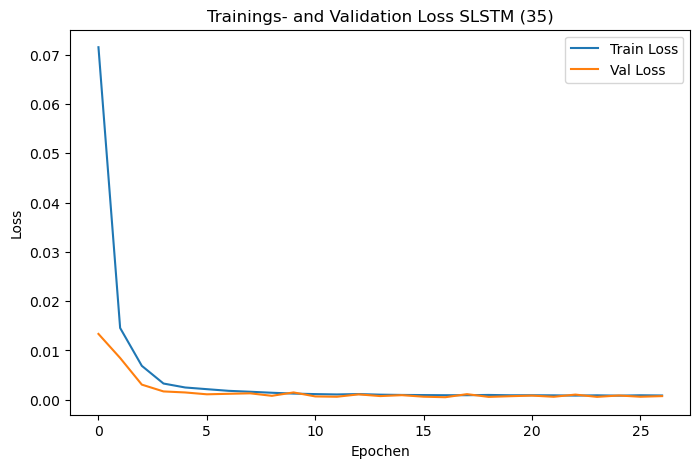 Trainings- and Validation Loss SLSTM (35)
Train Loss
Val Loss
0.07
0.06
0.05
0.04
0.03
0.02
0.01
0.00
Loss
0 5 10 15 20 25
Epochen